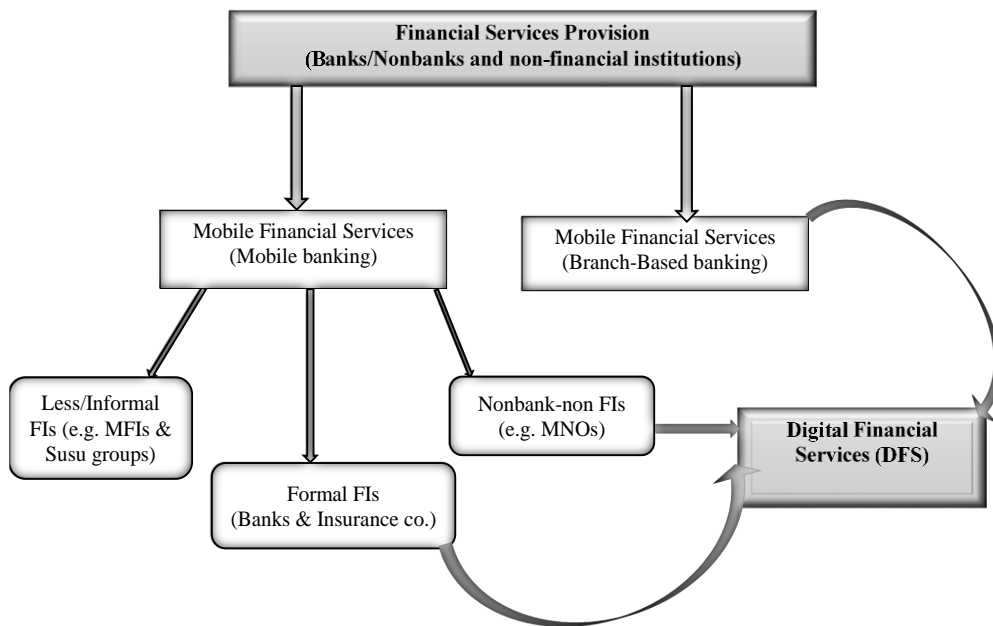 Financial Services Provision
(Banks/Nonbanks and non-financial institutions)
Mobile Financial Services
(Mobile banking)
Mobile Financial Services
(Branch-Based banking)
Less/Informal
FIs (e.g. MFIs &
Susu groups)
Nonbank-non FIs
(e.g. MNOs)
Digital Financial
Services (DFS)
Formal FIs
(Banks & Insurance co.)